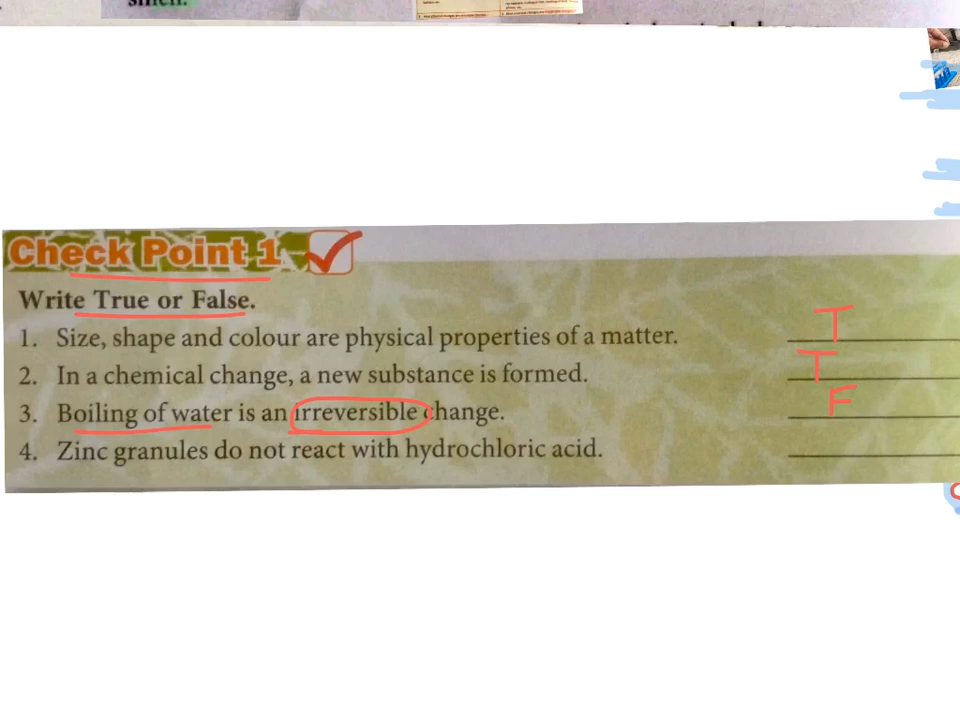 smell.
Check Point 1
Write True or False.
1. Size, shape and colour are physical properties of a matter. T
2. In a chemical change, a new substance is formed. T
3. Boiling of water is an irreversible change. F
4. Zinc granules do not react with hydrochloric acid.